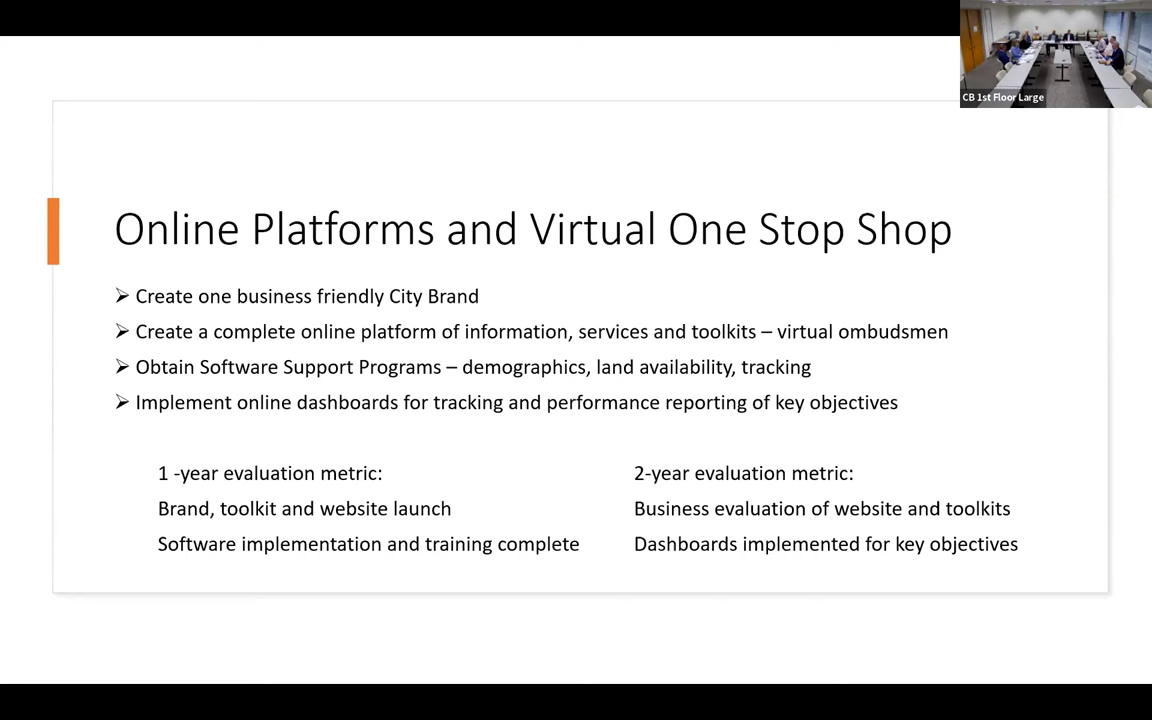 CB 1st Floor Large
Online Platforms and Virtual One Stop Shop
➢ Create one business friendly City Brand
➢ Create a complete online platform of information, services and toolkits – virtual ombudsmen
➢ Obtain Software Support Programs – demographics, land availability, tracking
➢ Implement online dashboards for tracking and performance reporting of key objectives
1 -year evaluation metric:
Brand, toolkit and website launch
Software implementation and training complete
2-year evaluation metric:
Business evaluation of website and toolkits
Dashboards implemented for key objectives